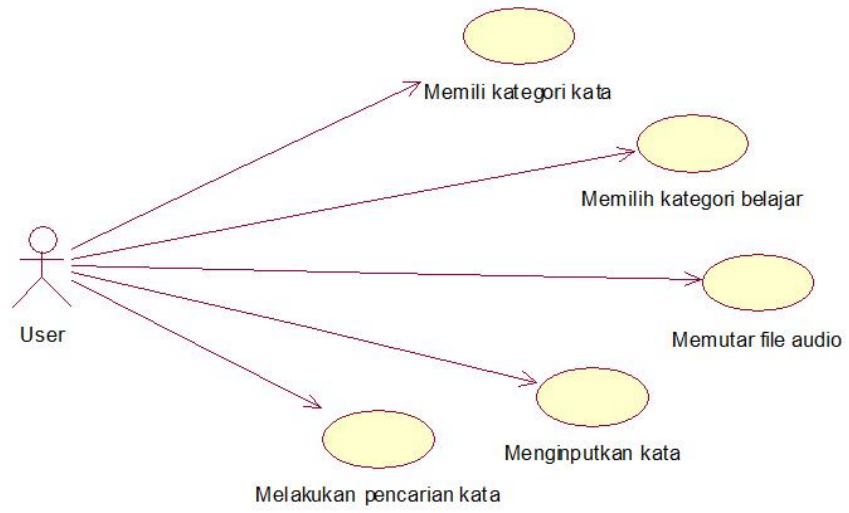 Memili kategori kata
Memilih kategori belajar
User
Memutar file audio
Menginputkan kata
Melakukan pencarian kata